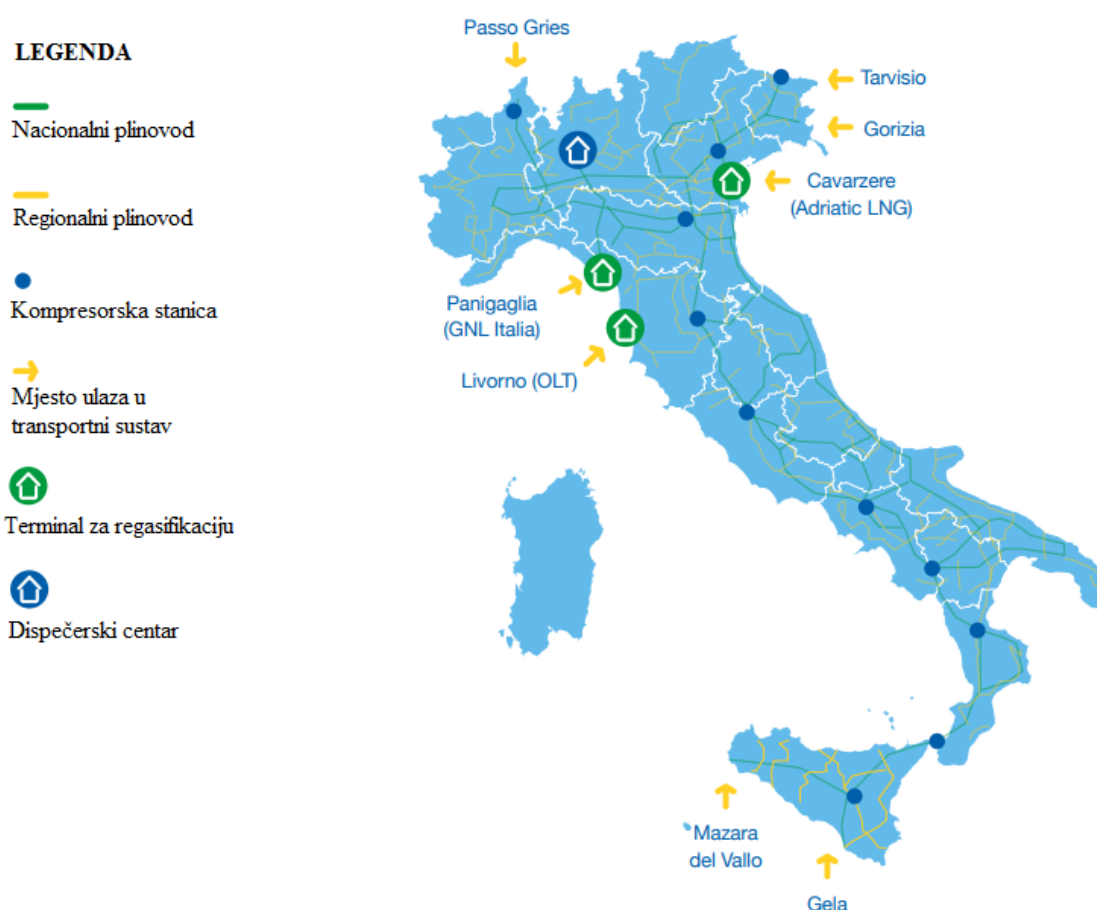 LEGENDA
Nacionalni plinovod
Regionalni plinovod
Kompresorska stanica
Mjesto ulaza u
transportni sustav
Terminal za regasifikaciju
Dispečerski centar
Passo Gries
Tarvisio
Gorizia
Cavarzere
(Adriatic LNG)
Panigaglia
(GNL Italia)
Livorno (OLT)
Mazara
del Vallo
Gela